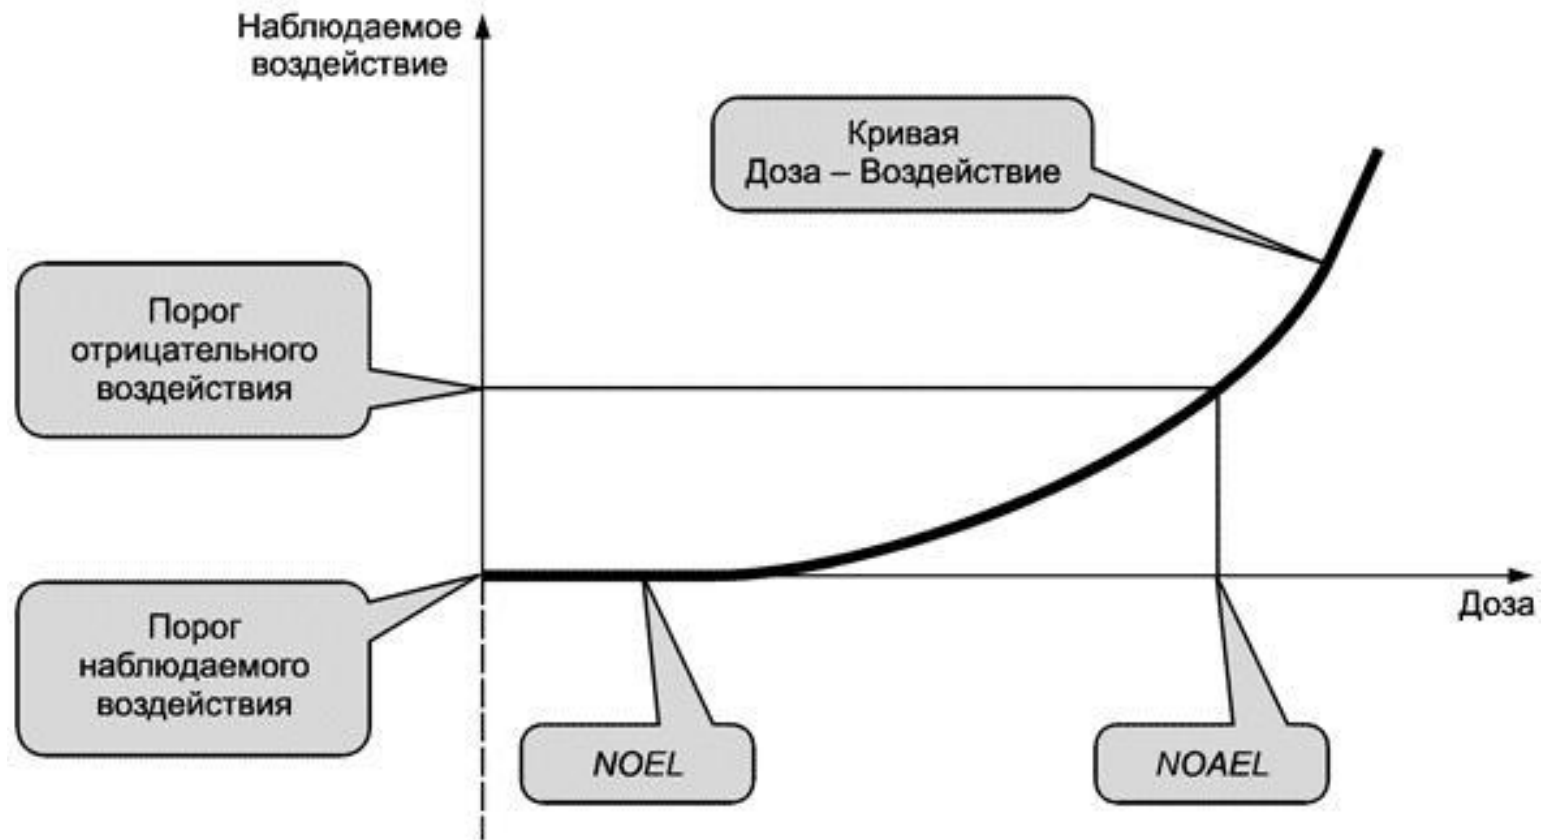 Наблюдаемое
воздействие
Кривая
Доза – Воздействие
Порог
отрицательного
воздействия
Порог
наблюдаемого
воздействия
Доза
NOEL
NOAEL